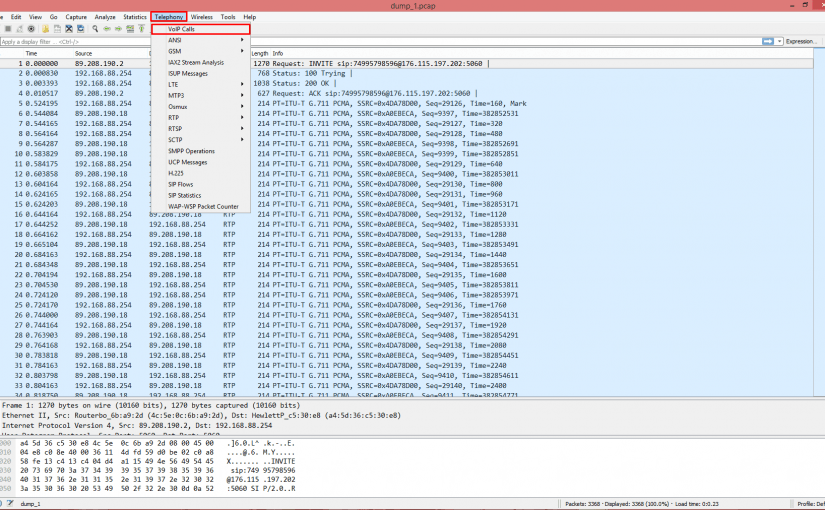 dump_1.pcap
Edit View Go Capture Analyze Statistics Telephony Wireless Tools Help
Apply a display filter ... <Ctrl-/> Expression...
VoIP Calls
ANSI
GSM
IAX2 Stream Analysis
ISUP Messages
LTE
MTP3
Osmux
RTP
RTSP
SCTP
SMPP Operations
UCP Messages
H.225
SIP Flows
SIP Statistics
WAP-WSP Packet Counter
Time Source Length Info
1 0.000000 89.208.190.2 1270 Request: INVITE sip:74995798596@176.115.197.202:5060 |
2 0.000830 192.168.88.254 768 Status: 100 Trying |
3 0.003393 192.168.88.254 1038 Status: 200 OK |
4 0.010517 89.208.190.2 627 Request: ACK sip:74995798596@176.115.197.202:5060 |
5 0.524195 192.168.88.254 214 PT=ITU-T G.711 PCMA, SSRC=0x4DA78D00, Seq=29126, Time=160, Mark
6 0.544084 89.208.190.18 214 PT=ITU-T G.711 PCMA, SSRC=0xA0EBECA, Seq=9397, Time=382852531
7 0.544165 192.168.88.254 214 PT=ITU-T G.711 PCMA, SSRC=0x4DA78D00, Seq=29127, Time=320
8 0.564164 192.168.88.254 214 PT=ITU-T G.711 PCMA, SSRC=0x4DA78D00, Seq=29128, Time=480
9 0.564287 89.208.190.18 214 PT=ITU-T G.711 PCMA, SSRC=0xA0EBECA, Seq=9398, Time=382852691
10 0.583829 89.208.190.18 214 PT=ITU-T G.711 PCMA, SSRC=0xA0EBECA, Seq=9399, Time=382852851
11 0.584175 192.168.88.254 214 PT=ITU-T G.711 PCMA, SSRC=0x4DA78D00, Seq=29129, Time=640
12 0.603858 89.208.190.18 214 PT=ITU-T G.711 PCMA, SSRC=0xA0EBECA, Seq=9400, Time=382853011
13 0.604164 192.168.88.254 214 PT=ITU-T G.711 PCMA, SSRC=0x4DA78D00, Seq=29130, Time=800
14 0.624165 192.168.88.254 214 PT=ITU-T G.711 PCMA, SSRC=0x4DA78D00, Seq=29131, Time=960
15 0.624203 89.208.190.18 214 PT=ITU-T G.711 PCMA, SSRC=0xA0EBECA, Seq=9401, Time=382853171
16 0.644164 192.168.88.254 89.208.190.18 RTP 214 PT=ITU-T G.711 PCMA, SSRC=0x4DA78D00, Seq=29132, Time=1120
17 0.644252 89.208.190.18 192.168.88.254 RTP 214 PT=ITU-T G.711 PCMA, SSRC=0xA0EBECA, Seq=9402, Time=382853331
18 0.664162 192.168.88.254 89.208.190.18 RTP 214 PT=ITU-T G.711 PCMA, SSRC=0x4DA78D00, Seq=29133, Time=1280
19 0.665104 89.208.190.18 192.168.88.254 RTP 214 PT=ITU-T G.711 PCMA, SSRC=0xA0EBECA, Seq=9403, Time=382853491
20 0.684163 192.168.88.254 89.208.190.18 RTP 214 PT=ITU-T G.711 PCMA, SSRC=0x4DA78D00, Seq=29134, Time=1440
21 0.684348 89.208.190.18 192.168.88.254 RTP 214 PT=ITU-T G.711 PCMA, SSRC=0xA0EBECA, Seq=9404, Time=382853651
22 0.704194 192.168.88.254 89.208.190.18 RTP 214 PT=ITU-T G.711 PCMA, SSRC=0x4DA78D00, Seq=29135, Time=1600
23 0.704530 89.208.190.18 192.168.88.254 RTP 214 PT=ITU-T G.711 PCMA, SSRC=0xA0EBECA, Seq=9405, Time=382853811
24 0.724120 89.208.190.18 192.168.88.254 RTP 214 PT=ITU-T G.711 PCMA, SSRC=0xA0EBECA, Seq=9406, Time=382853971
25 0.724170 192.168.88.254 89.208.190.18 RTP 214 PT=ITU-T G.711 PCMA, SSRC=0x4DA78D00, Seq=29136, Time=1760
26 0.744000 89.208.190.18 192.168.88.254 RTP 214 PT=ITU-T G.711 PCMA, SSRC=0xA0EBECA, Seq=9407, Time=382854131
27 0.744164 192.168.88.254 89.208.190.18 RTP 214 PT=ITU-T G.711 PCMA, SSRC=0x4DA78D00, Seq=29137, Time=1920
28 0.763903 89.208.190.18 192.168.88.254 RTP 214 PT=ITU-T G.711 PCMA, SSRC=0xA0EBECA, Seq=9408, Time=382854291
29 0.764168 192.168.88.254 89.208.190.18 RTP 214 PT=ITU-T G.711 PCMA, SSRC=0x4DA78D00, Seq=29138, Time=2080
30 0.783818 89.208.190.18 192.168.88.254 RTP 214 PT=ITU-T G.711 PCMA, SSRC=0xA0EBECA, Seq=9409, Time=382854451
31 0.784163 192.168.88.254 89.208.190.18 RTP 214 PT=ITU-T G.711 PCMA, SSRC=0x4DA78D00, Seq=29139, Time=2240
32 0.803798 89.208.190.18 192.168.88.254 RTP 214 PT=ITU-T G.711 PCMA, SSRC=0xA0EBECA, Seq=9410, Time=382854611
33 0.804163 192.168.88.254 89.208.190.18 RTP 214 PT=ITU-T G.711 PCMA, SSRC=0x4DA78D00, Seq=29140, Time=2400
Frame 1: 1270 bytes on wire (10160 bits), 1270 bytes captured (10160 bits)
Ethernet II, Src: Routerbo_6b:a9:2d (4c:5e:0c:6b:a9:2d), Dst: HewlettP_c5:30:e8 (a4:5d:36:c5:30:e8)
Internet Protocol Version 4, Src: 89.208.190.2, Dst: 192.168.88.254
a4 5d 36 c5 30 e8 4c 5e 0c 6b a9 2d 08 00 45 00 .]6.0.L^ .k.-..E.
04 e8 c0 8e 40 00 36 11 4d fd 59 d0 be 02 c0 a8 ....@.6. M.Y.....
58 fe 13 c4 13 c4 04 d4 a1 15 49 4e 56 49 54 45 X....... ..INVITE
20 73 69 70 3a 37 34 39 39 35 37 39 38 35 39 36 sip:749 95798596
40 31 37 36 2e 31 31 35 2e 31 39 37 2e 32 30 32 @176.115 .197.202
3a 35 30 36 30 20 53 49 50 2f 32 2e 30 0d 0a 52 :5060 SI P/2.0..R
dump_1 Packets: 3368 · Displayed: 3368 (100.0%) · Load time: 0:0.23 Profile: Def